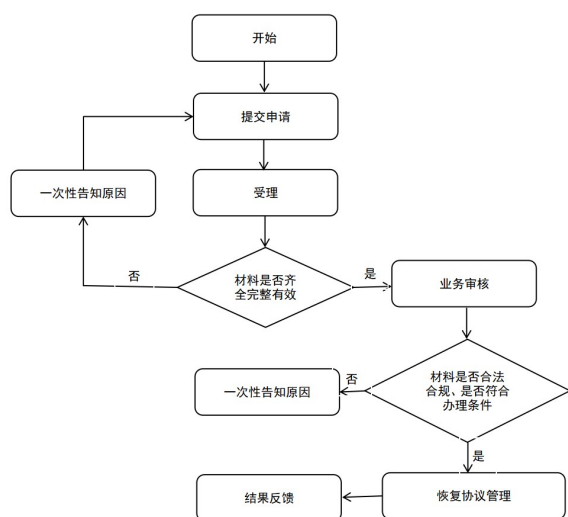 开始
提交申请
一次性告知原因
受理
否
材料是否齐
全完整有效
是
业务审核
一次性告知原因
否
材料是否合法
合规、是否符合
办理条件
是
结果反馈
恢复协议管理